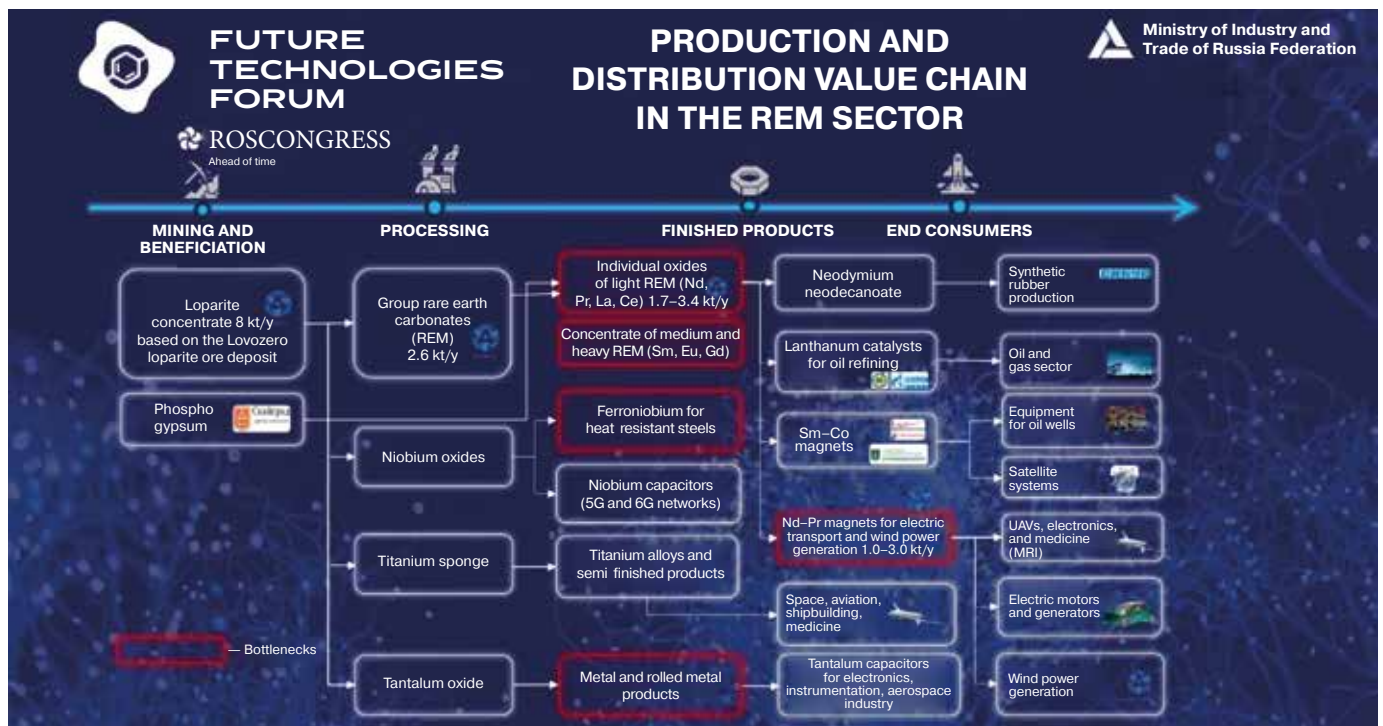 FUTURE
TECHNOLOGIES
FORUM
ROSCONGRESS
Ahead of time
PRODUCTION AND
DISTRIBUTION VALUE CHAIN
IN THE REM SECTOR
Ministry of Industry and
Trade of Russia Federation
MINING AND
BENEFICIATION
PROCESSING
FINISHED PRODUCTS
END CONSUMERS
Loparite
concentrate 8 kt/y
based on the Lovozero
loparite ore deposit
Phospho
gypsum
Group rare earth
carbonates
(REM)
2.6 kt/y
Niobium oxides
Titanium sponge
Tantalum oxide
Individual oxides
of light REM (Nd,
Pr, La, Ce) 1.7–3.4 kt/y
Concentrate of medium and
heavy REM (Sm, Eu, Gd)
Ferroniobium for
heat resistant steels
Niobium capacitors
(5G and 6G networks)
Titanium alloys and
semi finished products
Metal and rolled metal
products
Neodymium
neodecanoate
Lanthanum catalysts
for oil refining
Sm–Co
magnets
Nd–Pr magnets for electric
transport and wind power
generation 1.0–3.0 kt/y
Space, aviation,
shipbuilding,
medicine
Tantalum capacitors
for electronics,
instrumentation, aerospace
industry
Synthetic
rubber
production
Oil and
gas sector
Equipment
for oil wells
Satellite
systems
UAVs, electronics,
and medicine
(MRI)
Electric motors
and generators
Wind power
generation
— Bottlenecks